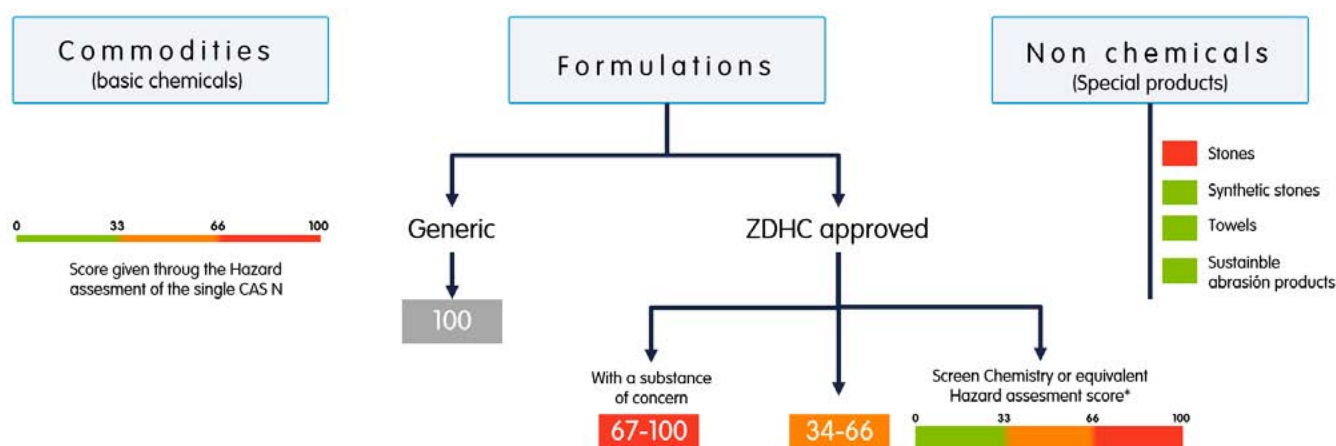 Commodities
(basic chemicals)
Formulations
Non chemicals
(Special products)
Stones
Synthetic stones
Towels
Sustainble
abrasión products
0 33 66 100
Score given throug the Hazard
assesment of the single CAS N
Generic
100
ZDHC approved
With a substance
of concern
67-100
34-66
Screen Chemistry or equivalent
Hazard assesment score*
0 33 66 100